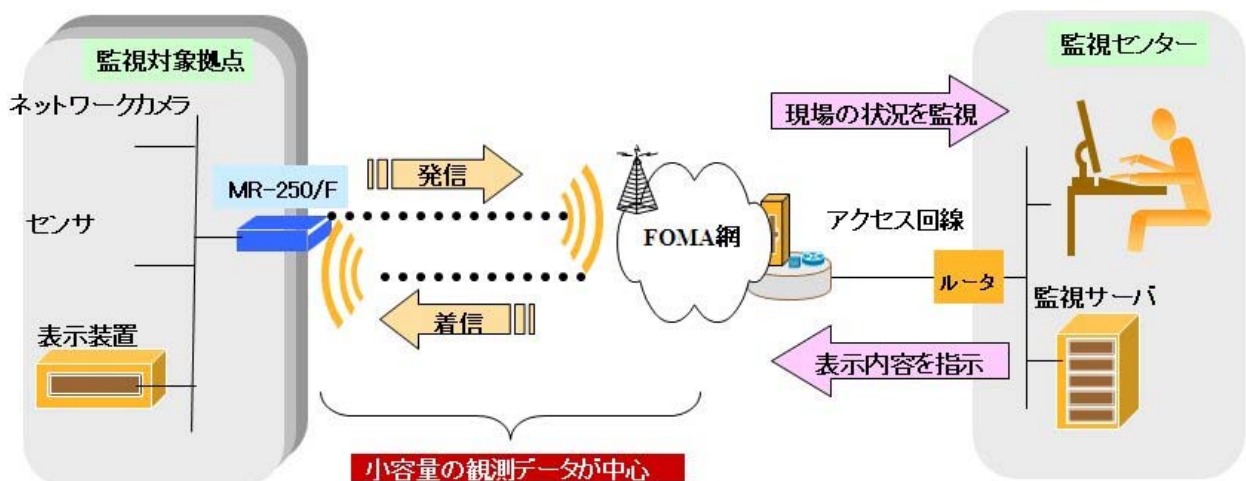 監視対象拠点
ネットワークカメラ
センサ
表示装置
MR-250/F
発信
着信
FOMA網
小容量の観測データが中心
現場の状況を監視
アクセス回線
ルータ
表示内容を指示
監視センター
監視サーバ